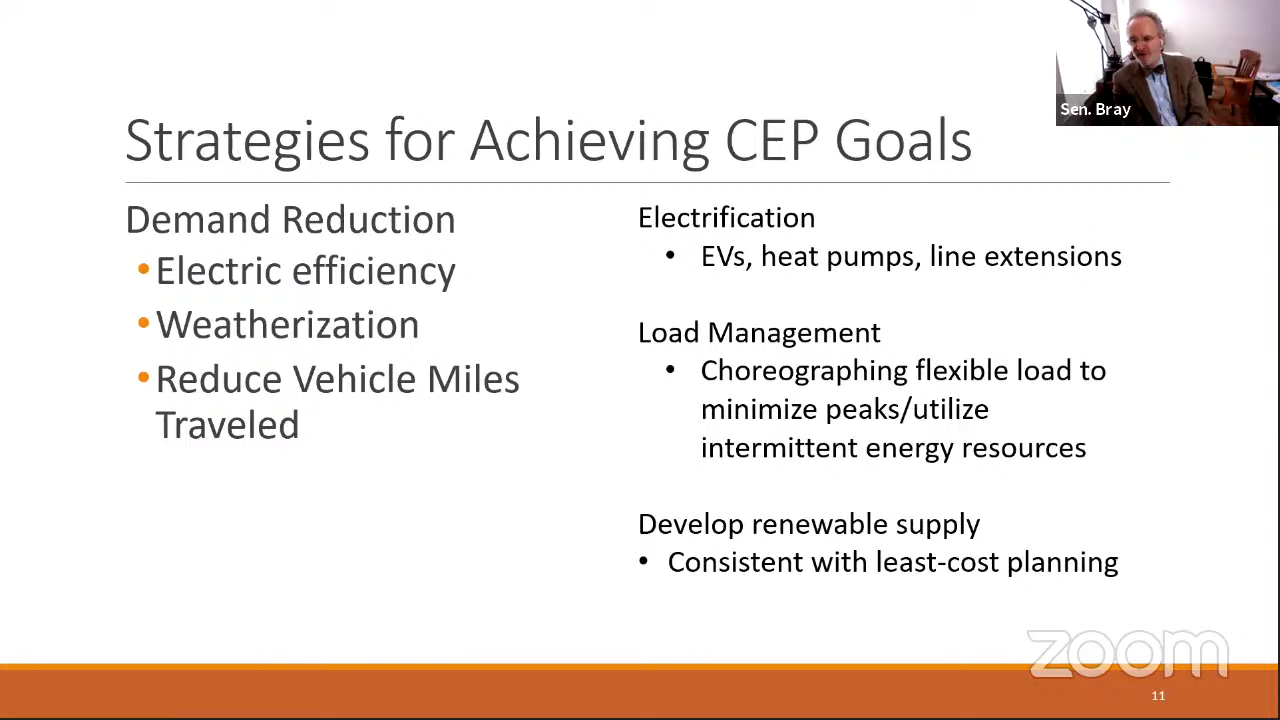 Sen. Bray
Strategies for Achieving CEP Goals
Demand Reduction
•Electric efficiency
•Weatherization
•Reduce Vehicle Miles
Traveled
Electrification
• EVs, heat pumps, line extensions
Load Management
• Choreographing flexible load to
minimize peaks/utilize
intermittent energy resources
Develop renewable supply
• Consistent with least-cost planning
zoom
11